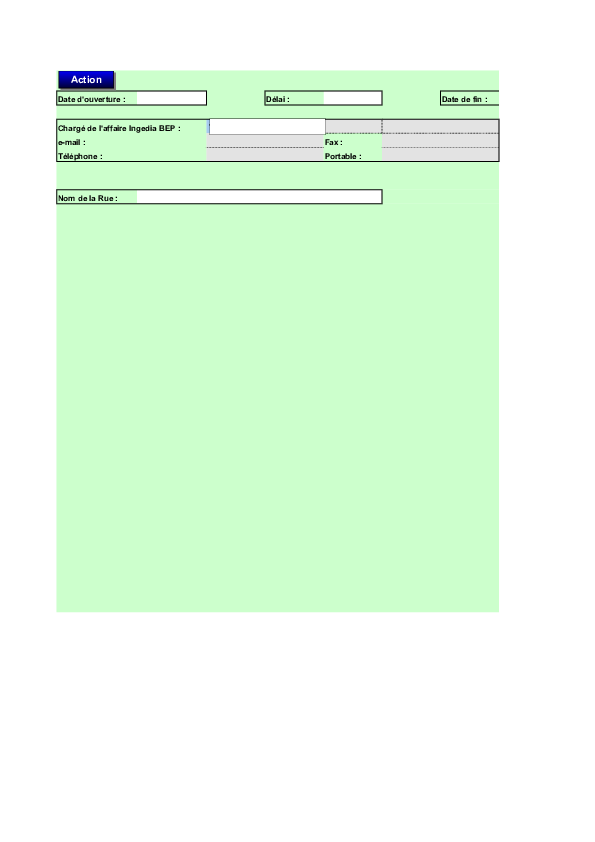 Action
Date d'ouverture : Délai : Date de fin :
Chargé de l'affaire Ingedia BEP :
e-mail : Fax :
Téléphone : Portable :
Nom de la Rue :